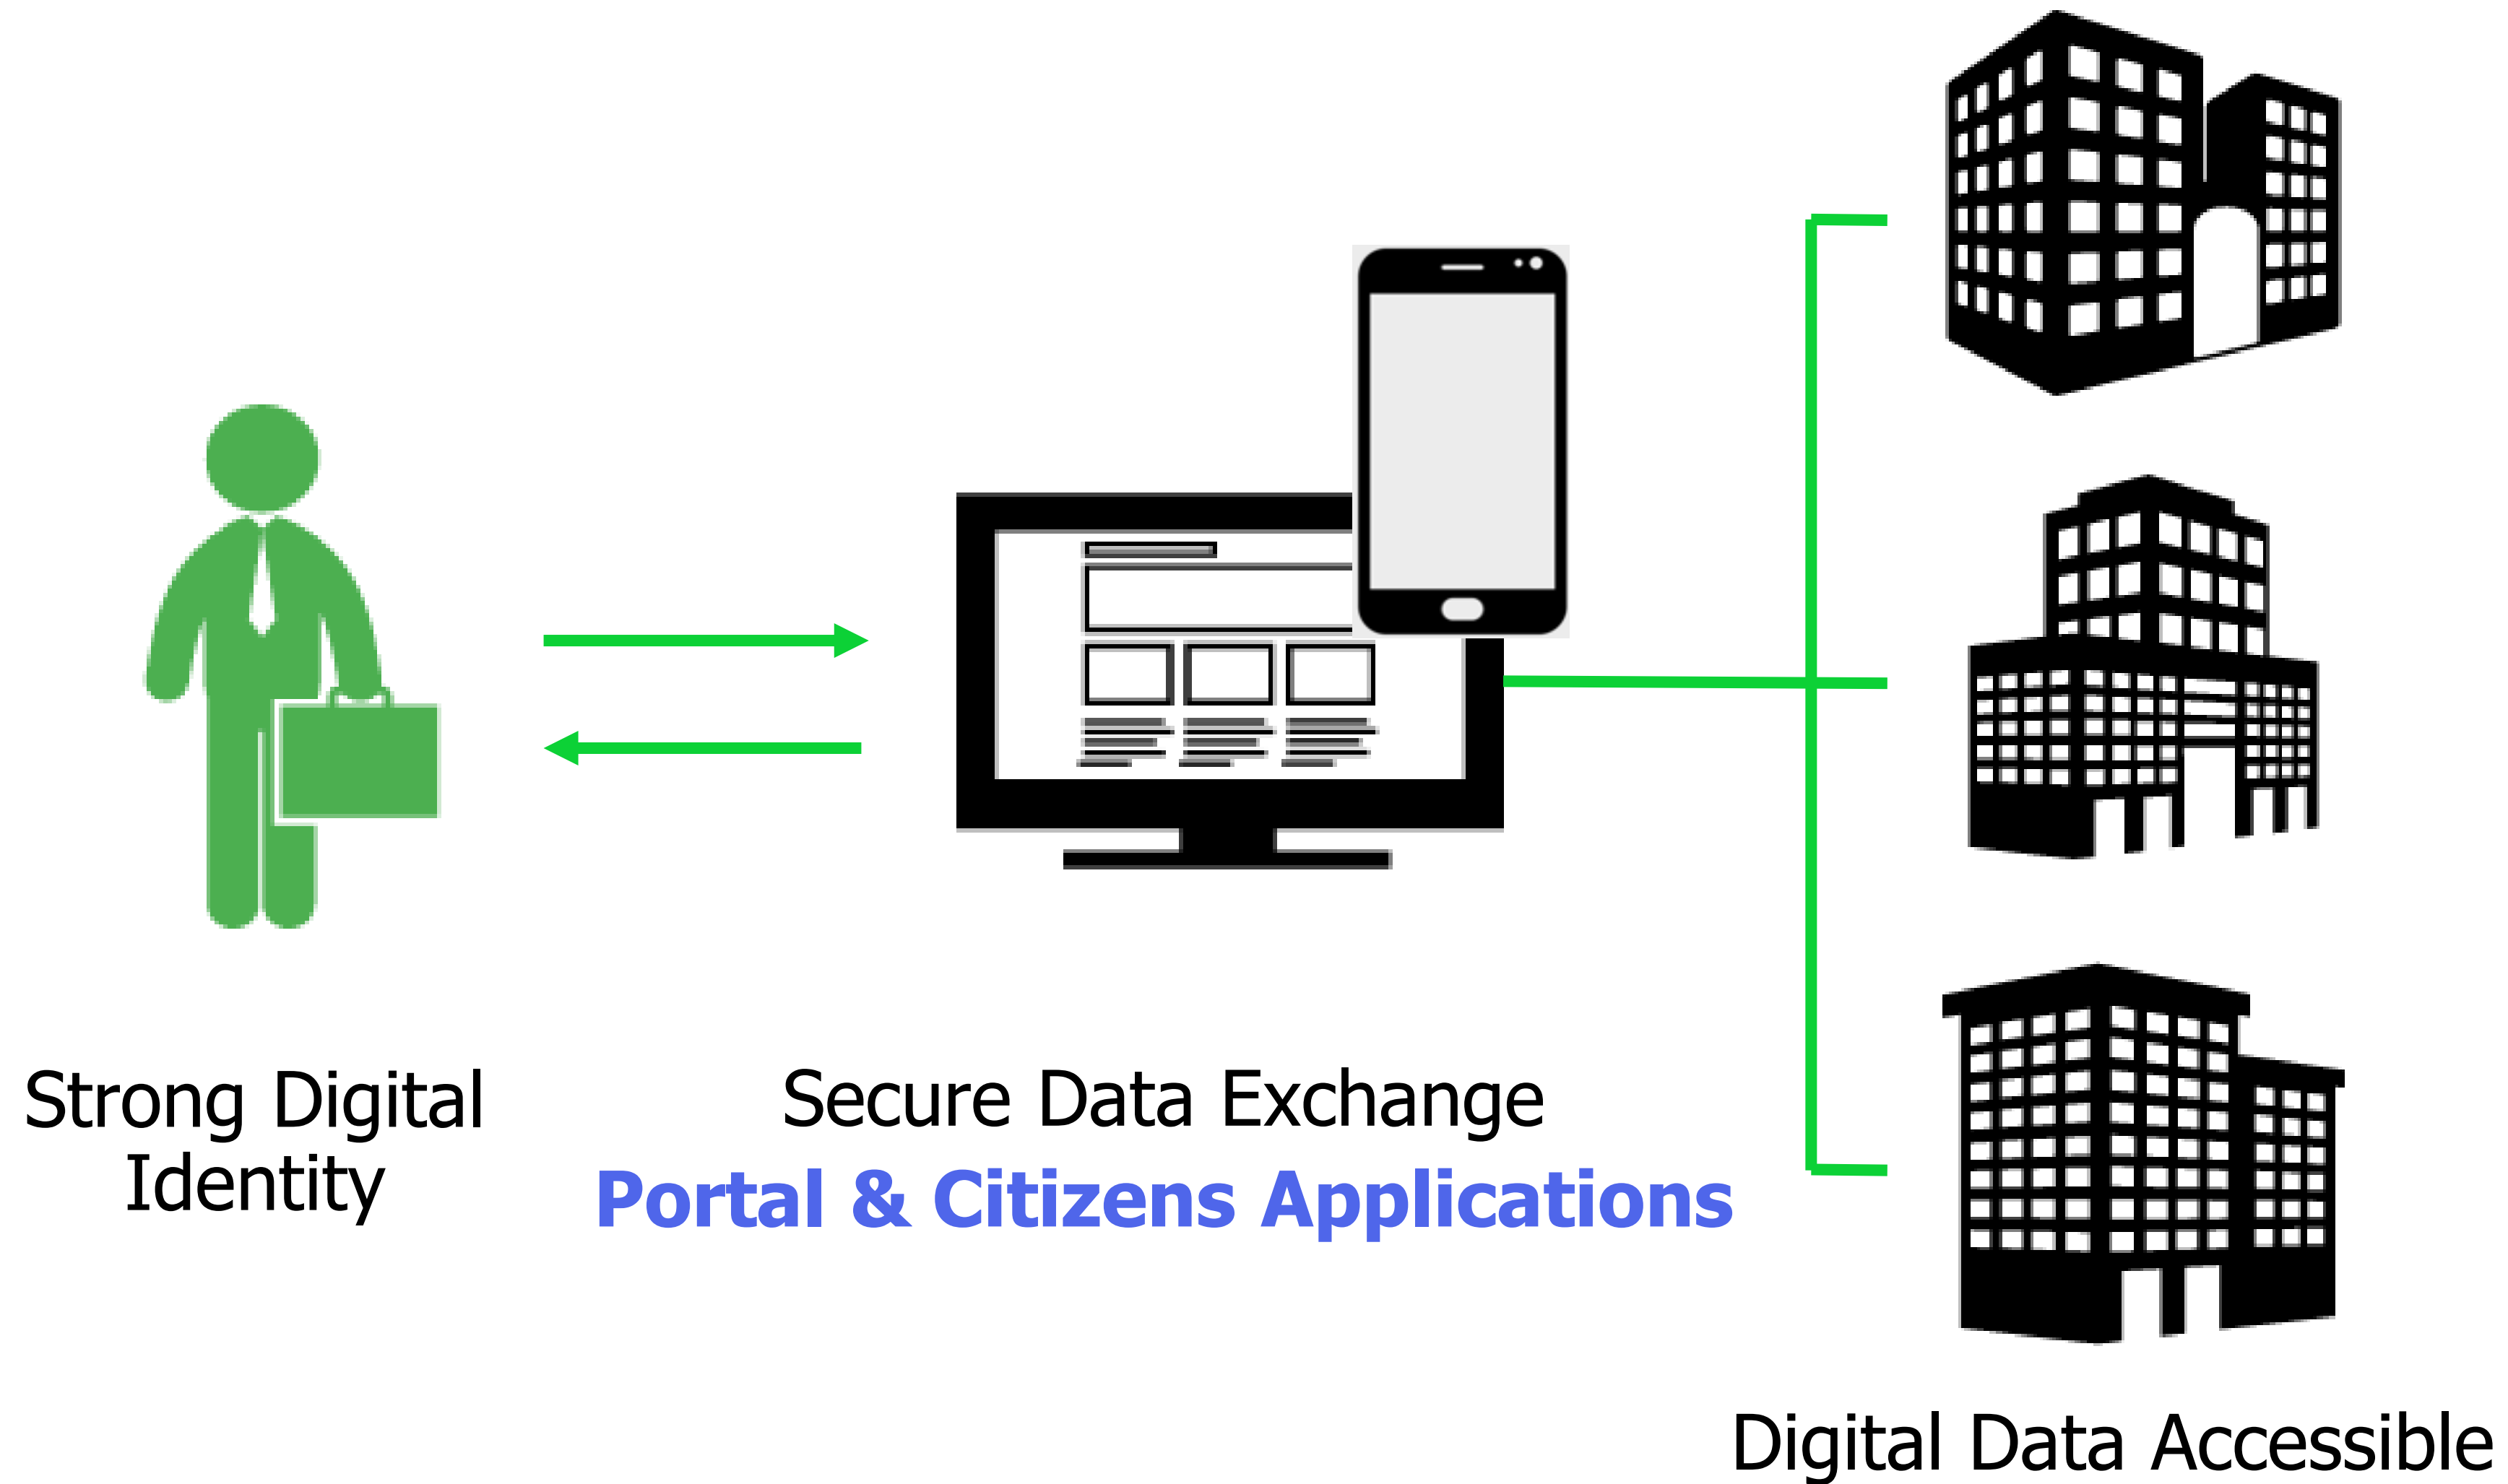 Strong Digital
Identity
Secure Data Exchange
Portal & Citizens Applications
Digital Data Accessible